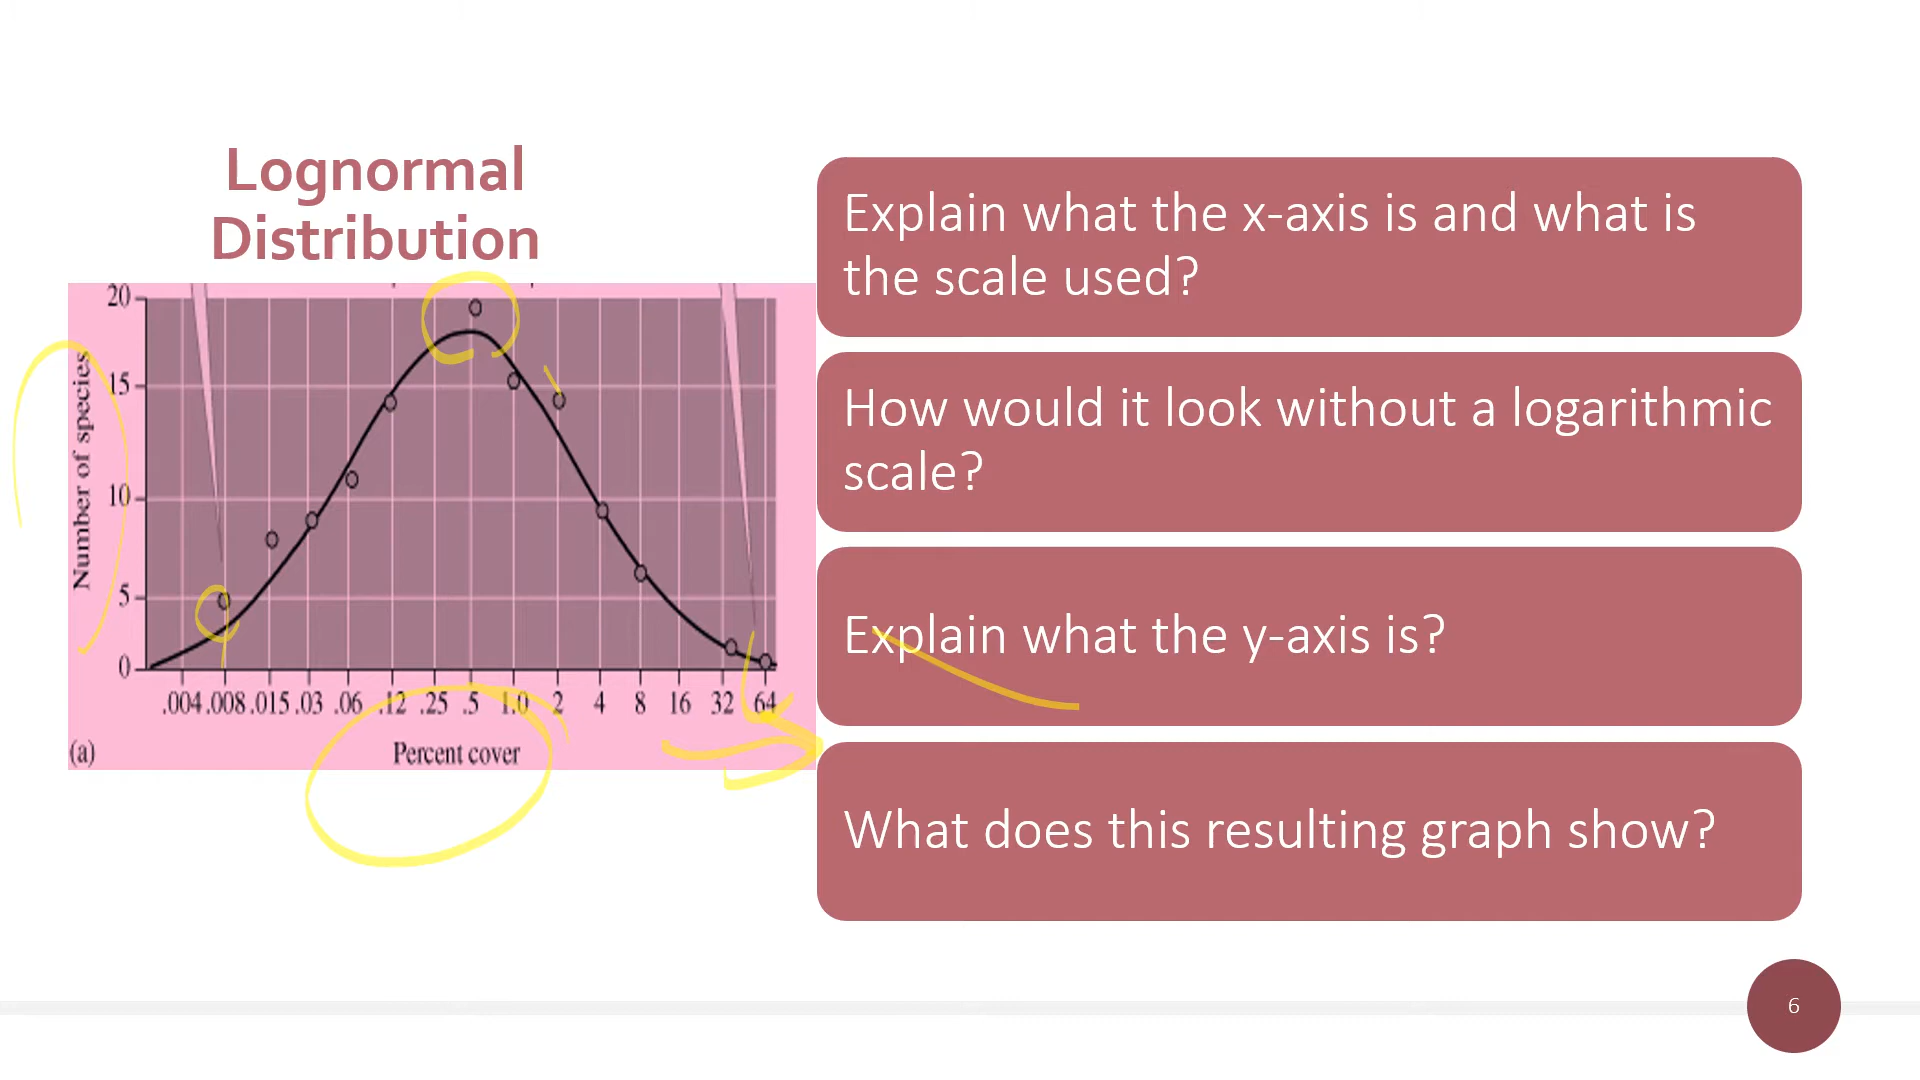 Lognormal
Distribution
20
15
10
5
0
Number of species
.004 .008 .015 .03 .06 .12 .25 .5 1.0 2 4 8 16 32 64
(a)
Percent cover
Explain what the x-axis is and what is
the scale used?
How would it look without a logarithmic
scale?
Explain what the y-axis is?
What does this resulting graph show?
6